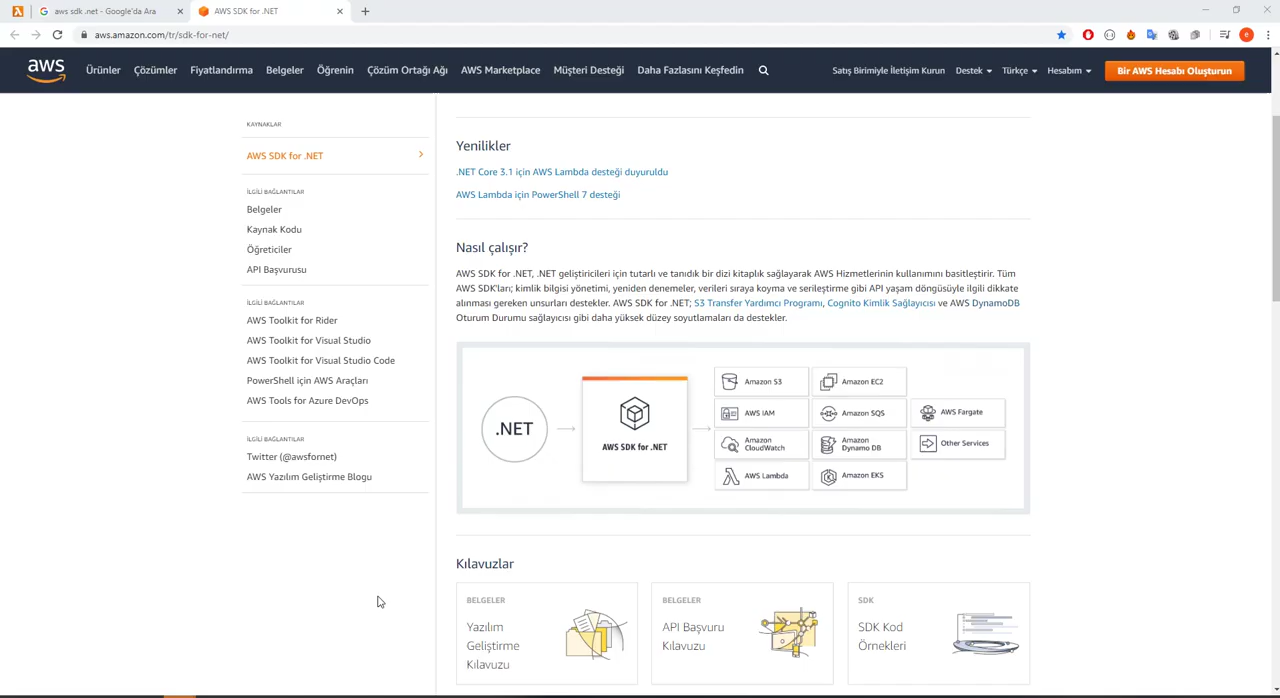 aws sdk .net - Google'da Ara
AWS SDK for .NET
aws.amazon.com/tr/sdk-for-net/
aws
Ürünler
Çözümler
Fiyatlandırma
Belgeler
Öğrenin
Çözüm Ortağı Ağı
AWS Marketplace
Müşteri Desteği
Daha Fazlasını Keşfedin
Satış Birimiyle İletişim Kurun
Destek
Türkçe
Hesabım
Bir AWS Hesabı Oluşturun
KAYNAKLAR
AWS SDK for .NET
İLGİLİ BAĞLANTILAR
Belgeler
Kaynak Kodu
Öğreticiler
API Başvurusu
İLGİLİ BAĞLANTILAR
AWS Toolkit for Rider
AWS Toolkit for Visual Studio
AWS Toolkit for Visual Studio Code
PowerShell için AWS Araçları
AWS Tools for Azure DevOps
İLGİLİ BAĞLANTILAR
Twitter (@awsfornet)
AWS Yazılım Geliştirme Blogu
Yenilikler
.NET Core 3.1 için AWS Lambda desteği duyuruldu
AWS Lambda için PowerShell 7 desteği
Nasıl çalışır?
AWS SDK for .NET, .NET geliştiricileri için tutarlı ve tanıdık bir dizi kitaplık sağlayarak AWS Hizmetlerinin kullanımını basitleştirir. Tüm
AWS SDK'ları; kimlik bilgisi yönetimi, yeniden denemeler, verileri sıraya koyma ve serileştirme gibi API yaşam döngüsüyle ilgili dikkate
alınması gereken unsurları destekler. AWS SDK for .NET; S3 Transfer Yardımcı Programı, Cognito Kimlik Sağlayıcısı ve AWS DynamoDB
Oturum Durumu sağlayıcısı gibi daha yüksek düzey soyutlamaları da destekler.
.NET
AWS SDK for .NET
Amazon S3
Amazon EC2
AWS IAM
Amazon SQS
AWS Fargate
Amazon
CloudWatch
Amazon
Dynamo DB
Other Services
AWS Lambda
Amazon EKS
Kılavuzlar
BELGELER
Yazılım
Geliştirme
Kılavuzu
BELGELER
API Başvuru
Kılavuzu
SDK
SDK Kod
Örnekleri